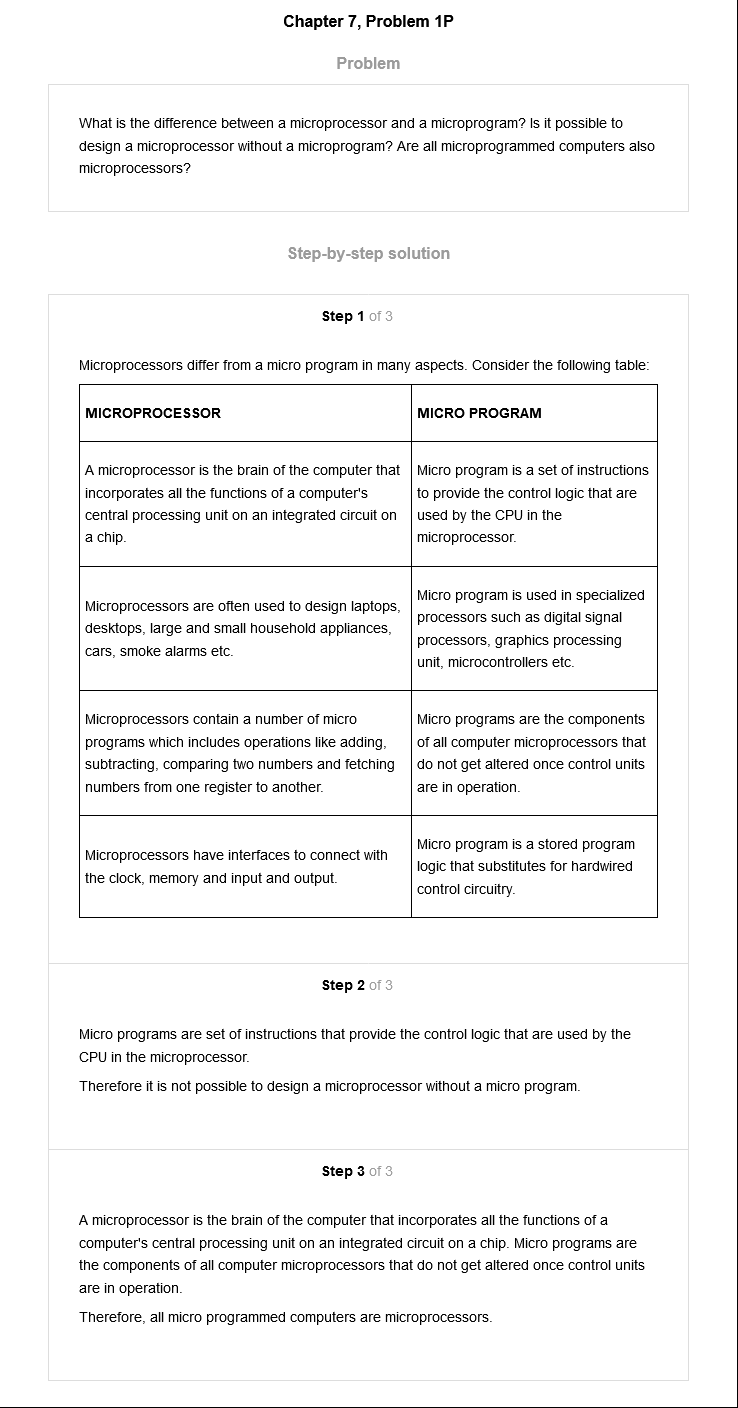 Chapter 7, Problem 1P
Problem
What is the difference between a microprocessor and a microprogram? Is it possible to
design a microprocessor without a microprogram? Are all microprogrammed computers also
microprocessors?
Step-by-step solution
Step 1 of 3
Microprocessors differ from a micro program in many aspects. Consider the following table:
MICROPROCESSOR
MICRO PROGRAM
A microprocessor is the brain of the computer that
incorporates all the functions of a computer's
central processing unit on an integrated circuit on
a chip.
Micro program is a set of instructions
to provide the control logic that are
used by the CPU in the
microprocessor.
Microprocessors are often used to design laptops,
desktops, large and small household appliances,
cars, smoke alarms etc.
Micro program is used in specialized
processors such as digital signal
processors, graphics processing
unit, microcontrollers etc.
Microprocessors contain a number of micro
programs which includes operations like adding,
subtracting, comparing two numbers and fetching
numbers from one register to another.
Micro programs are the components
of all computer microprocessors that
do not get altered once control units
are in operation.
Microprocessors have interfaces to connect with
the clock, memory and input and output.
Micro program is a stored program
logic that substitutes for hardwired
control circuitry.
Step 2 of 3
Micro programs are set of instructions that provide the control logic that are used by the
CPU in the microprocessor.
Therefore it is not possible to design a microprocessor without a micro program.
Step 3 of 3
A microprocessor is the brain of the computer that incorporates all the functions of a
computer's central processing unit on an integrated circuit on a chip. Micro programs are
the components of all computer microprocessors that do not get altered once control units
are in operation.
Therefore, all micro programmed computers are microprocessors.